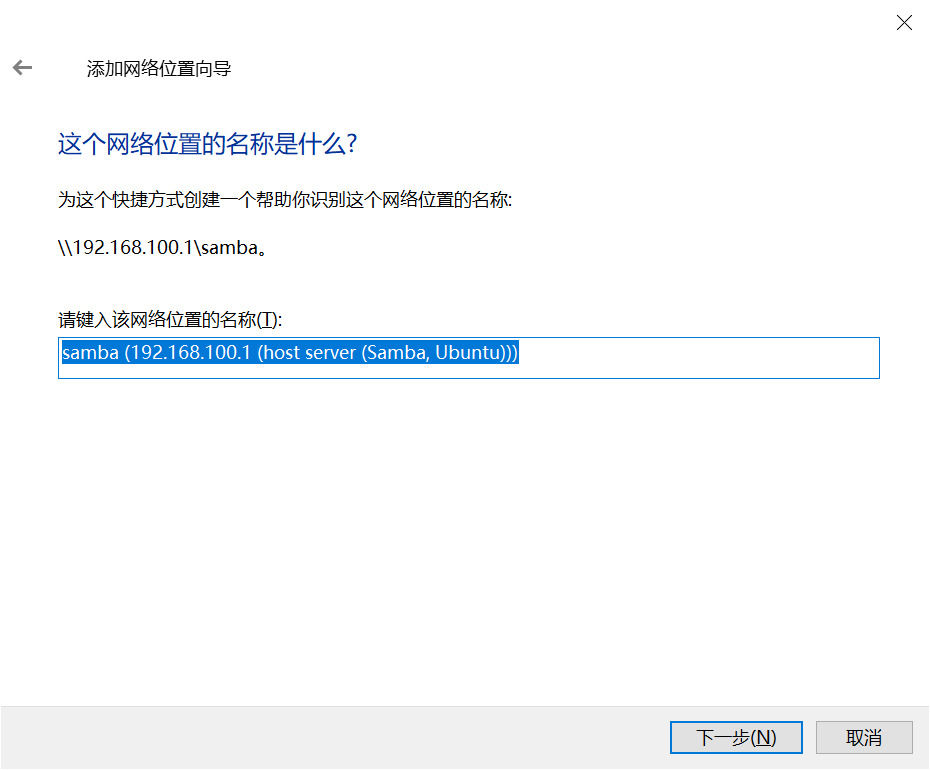 添加网络位置向导
这个网络位置的名称是什么?
为这个快捷方式创建一个帮助你识别这个网络位置的名称:
\\192.168.100.1\samba。
请键入该网络位置的名称(T):
samba (192.168.100.1 (host server (Samba, Ubuntu)))
下一步(N)
取消